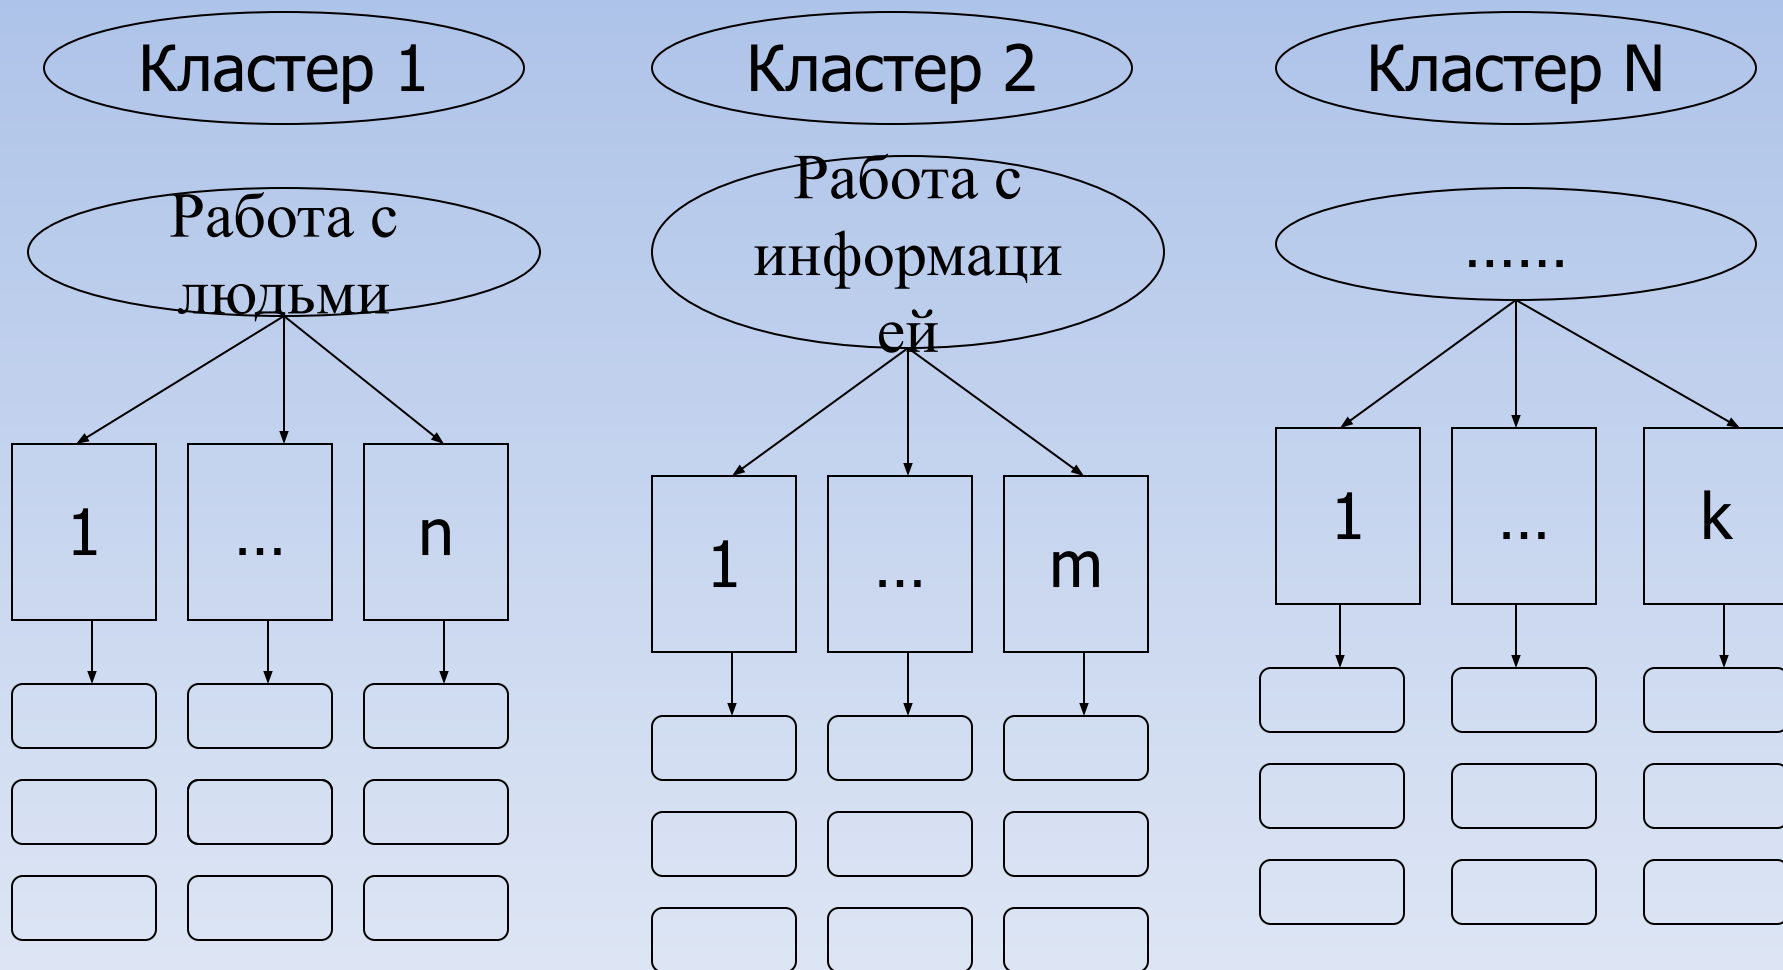 Кластер 1
Кластер 2
Кластер N
Работа с
людьми
Работа с
информаци
ей
......
1
...
n
1
...
m
1
...
k